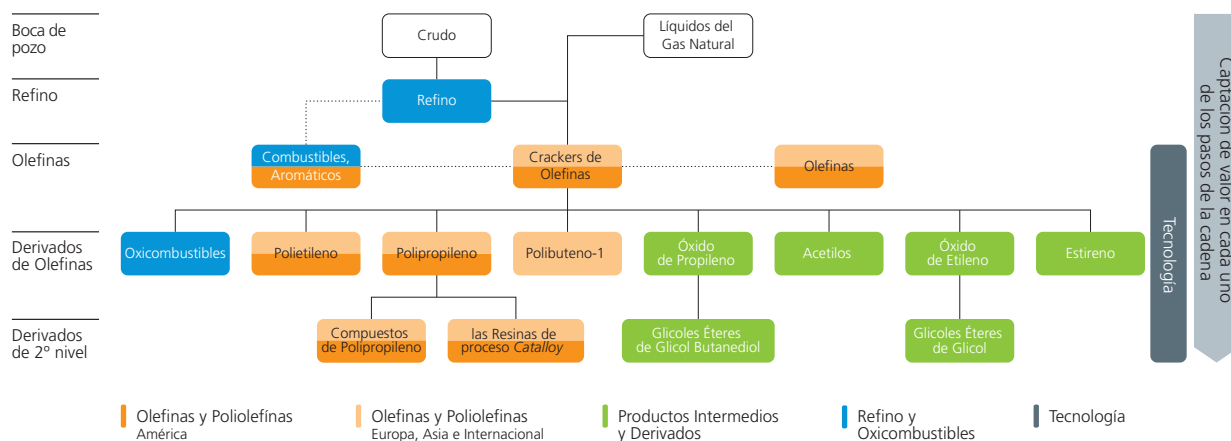 Boca de
pozo
Crudo
Líquidos del
Gas Natural
Refino
Refino
Olefinas
Combustibles,
Aromáticos
Crackers de
Olefinas
Olefinas
Derivados
de Olefinas
Oxicombustibles
Polietileno
Polipropileno
Polibuteno-1
Óxido
de Propileno
Acetilos
Óxido
de Etileno
Estireno
Derivados
de 2º nivel
Compuestos
de Polipropileno
las Resinas de
proceso Catalloy
Glicoles Éteres
de Glicol Butanediol
Glicoles Éteres
de Glicol
Tecnología
Captación de valor en cada uno
de los pasos de la cadena
Olefinas y Poliolefínas
América
Olefinas y Poliolefinas
Europa, Asia e Internacional
Productos Intermedios
y Derivados
Refino y
Oxicombustibles
Tecnología